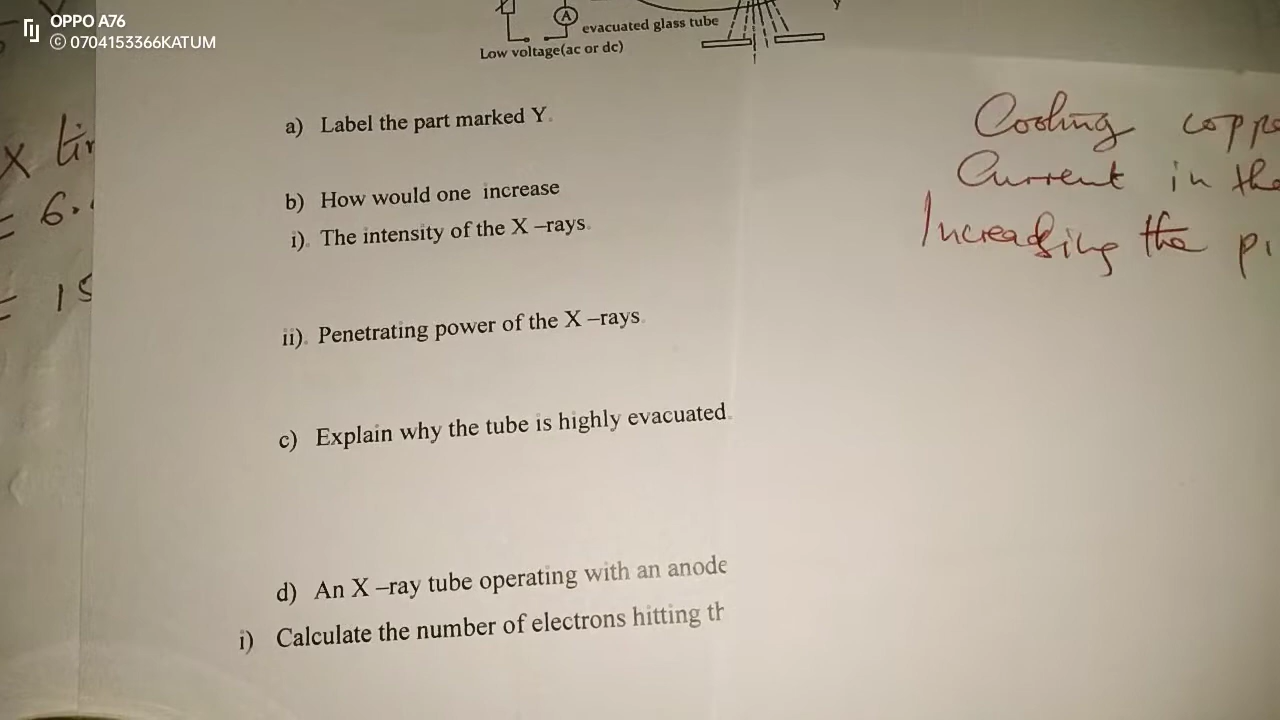 OPPO A76
© 0704153366KATUM
A
evacuated glass tube
y
Low voltage(ac or dc)
a) Label the part marked Y.
b) How would one increase
i). The intensity of the X –rays.
ii). Penetrating power of the X –rays.
c) Explain why the tube is highly evacuated.
d) An X –ray tube operating with an anode
i) Calculate the number of electrons hitting th
Cooling coppe
Current in the
Increasing the
x
= 6.
= 15